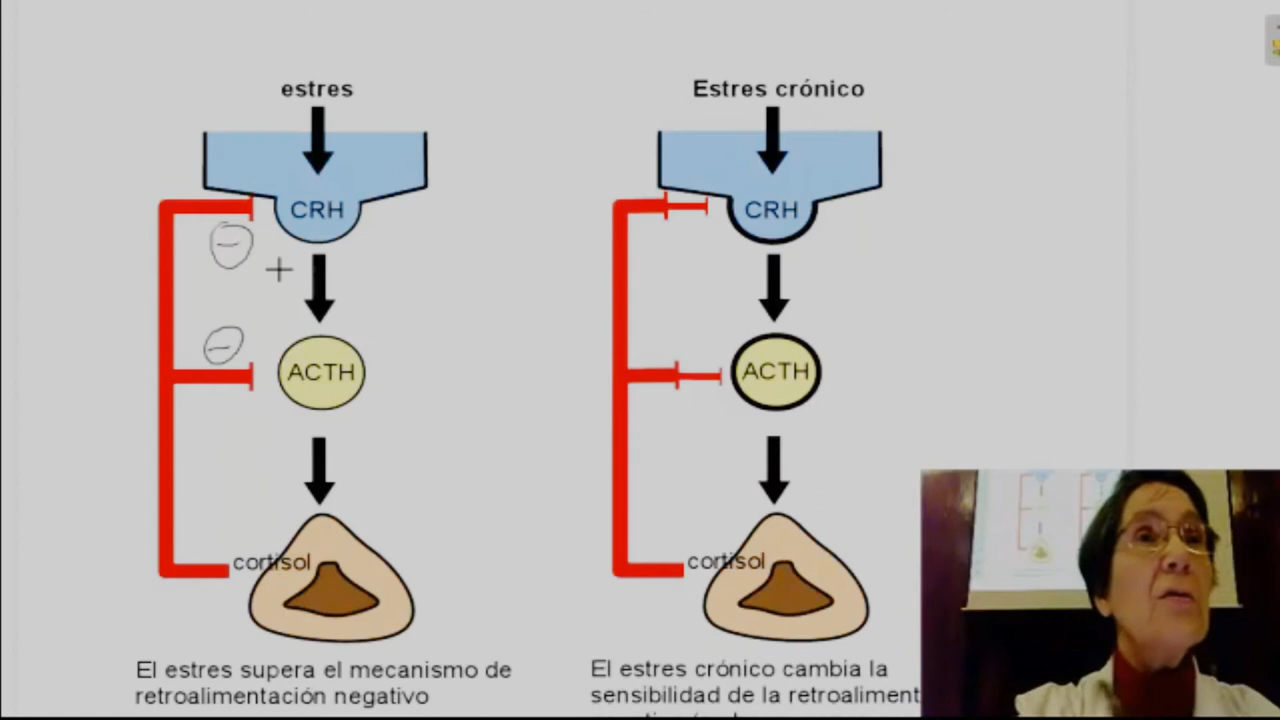 estres
CRH
−
+
−
ACTH
cortisol
El estres supera el mecanismo de
retroalimentación negativo
Estres crónico
CRH
ACTH
cortisol
El estres crónico cambia la
sensibilidad de la retroaliment